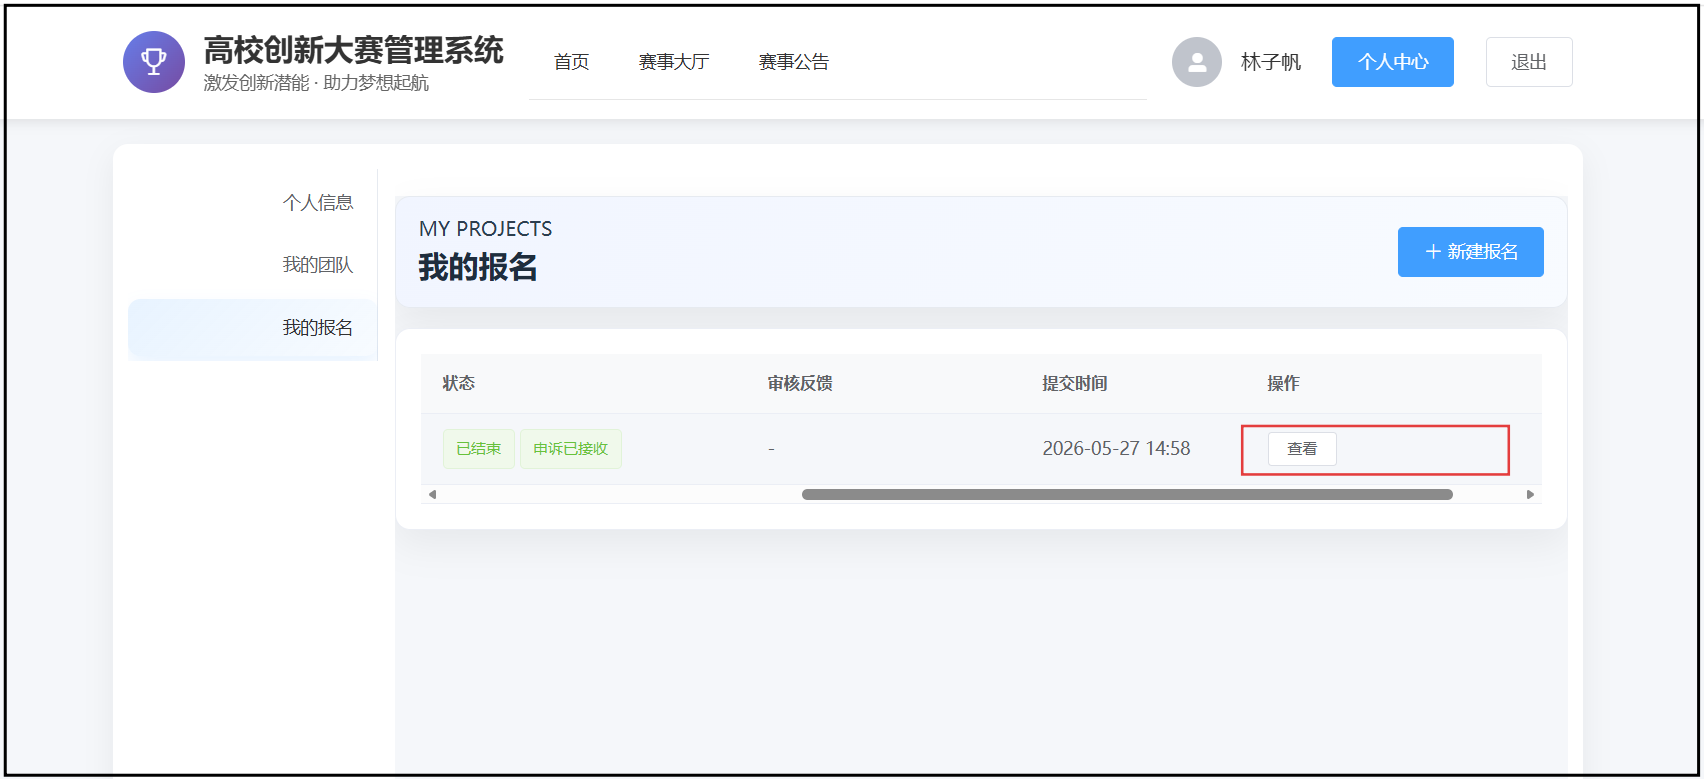 高校创新大赛管理系统
激发创新潜能 · 助力梦想起航
首页
赛事大厅
赛事公告
林子帆
个人中心
退出
个人信息
我的团队
我的报名
MY PROJECTS
我的报名
新建报名
状态
审核反馈
提交时间
操作
已结束
申诉已接收
-
2026-05-27 14:58
查看